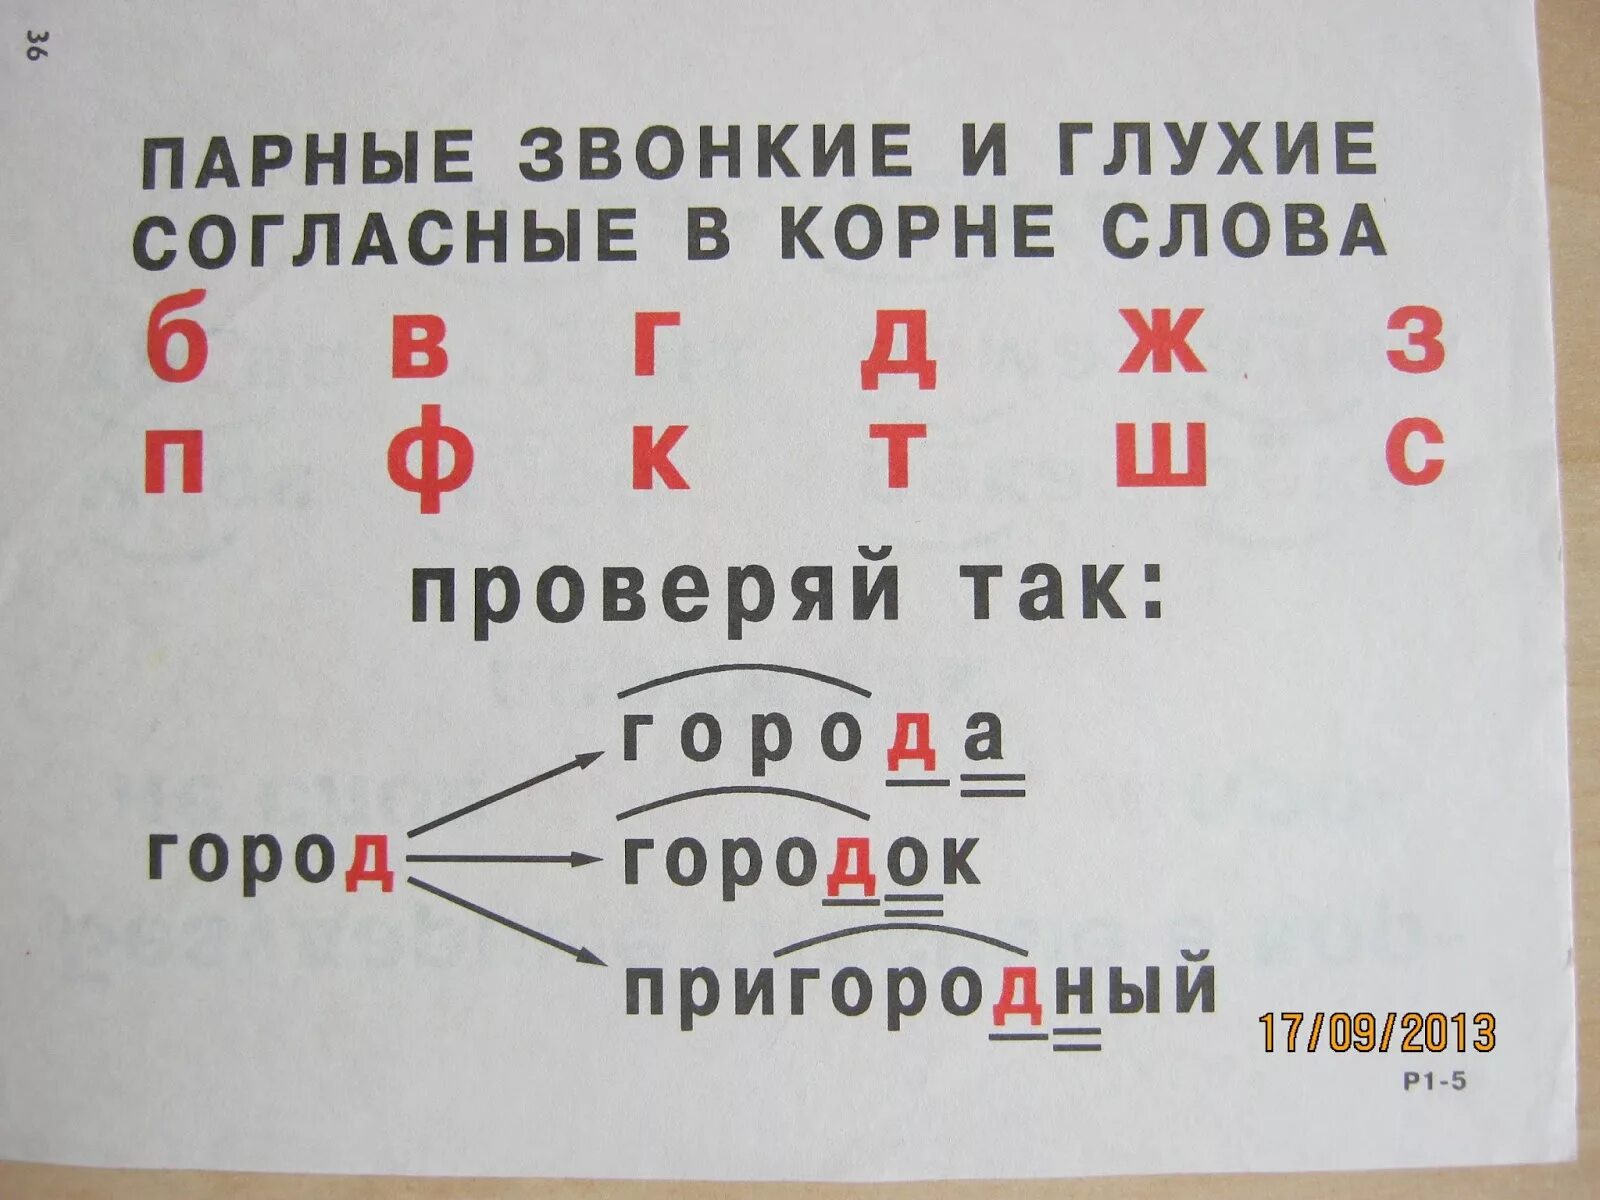 36
ПАРНЫЕ ЗВОНКИЕ И ГЛУХИЕ
СОГЛАСНЫЕ В КОРНЕ СЛОВА
б в г д ж з
п ф к т ш с
проверяй так:
города
город городок
пригородный
17/09/2013
Р1-5